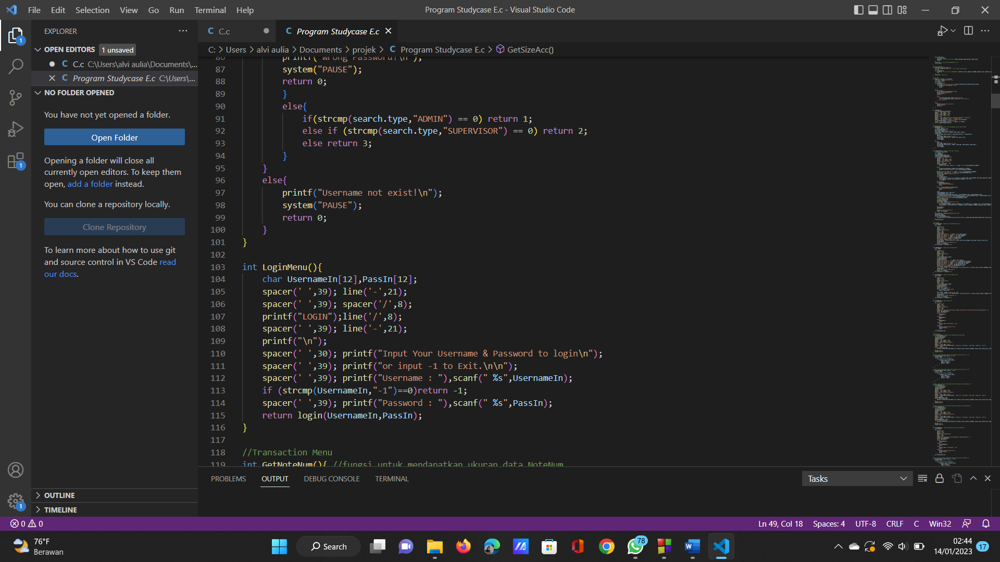 File Edit Selection View Go Run Terminal Help
Program Studycase E.c - Visual Studio Code
EXPLORER
OPEN EDITORS 1 unsaved
C C.c C:\Users\alvi aulia\Documents\...
C Program Studycase E.c C:\Users\...
NO FOLDER OPENED
You have not yet opened a folder.
Open Folder
Opening a folder will close all
currently open editors. To keep them
open, add a folder instead.
You can clone a repository locally.
Clone Repository
To learn more about how to use git
and source control in VS Code read
our docs.
OUTLINE
TIMELINE
1
1
1
C C.c
C Program Studycase E.c
C: > Users > alvi aulia > Documents > projek > C Program Studycase E.c > GetSizeAcc()
86 printf("Wrong Password!\n");
87 system("PAUSE");
88 return 0;
89 }
90 else{
91 if(strcmp(search.type,"ADMIN") == 0) return 1;
92 else if (strcmp(search.type,"SUPERVISOR") == 0) return 2;
93 else return 3;
94 }
95 }
96 else{
97 printf("Username not exist!\n");
98 system("PAUSE");
99 return 0;
100 }
101 }
102
103 int LoginMenu(){
104 char UsernameIn[12],PassIn[12];
105 spacer(' ',39); line('-',21);
106 spacer(' ',39); spacer('/',8);
107 printf("LOGIN");line('/',8);
108 spacer(' ',39); line('-',21);
109 printf("\n");
110 spacer(' ',30); printf("Input Your Username & Password to login\n");
111 spacer(' ',39); printf("or input -1 to Exit.\n\n");
112 spacer(' ',39); printf("Username : "),scanf(" %s",UsernameIn);
113 if (strcmp(UsernameIn,"-1")==0)return -1;
114 spacer(' ',39); printf("Password : "),scanf(" %s",PassIn);
115 return login(UsernameIn,PassIn);
116 }
117
118 //Transaction Menu
119 int GetNoteNum(){ //fungsi untuk mendapatkan ukuran data NoteNum
PROBLEMS OUTPUT DEBUG CONSOLE TERMINAL
Tasks
0 0
Ln 49, Col 18 Spaces: 4 UTF-8 CRLF C Win32
76°F
Berawan
Search
78
02:44
14/01/2023
17